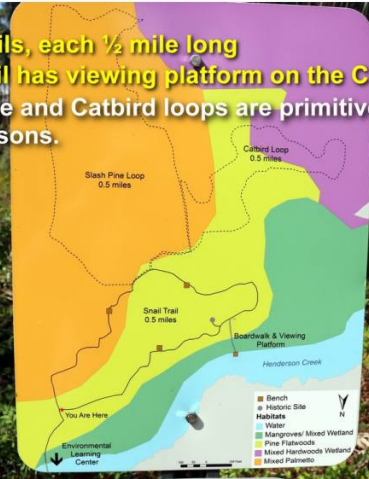 ils, each ½ mile long
il has viewing platform on the C
e and Catbird loops are primitive
sons.
Catbird Loop
0.5 miles
Slash Pine Loop
0.5 miles
Snail Trail
0.5 miles
Boardwalk & Viewing
Platform
Henderson Creek
You Are Here
Environmental
Learning
Center
Bench
Historic Site
Habitats
Water
Mangroves/ Mixed Wetland
Pine Flatwoods
Mixed Hardwoods Wetland
Mixed Palmetto
N